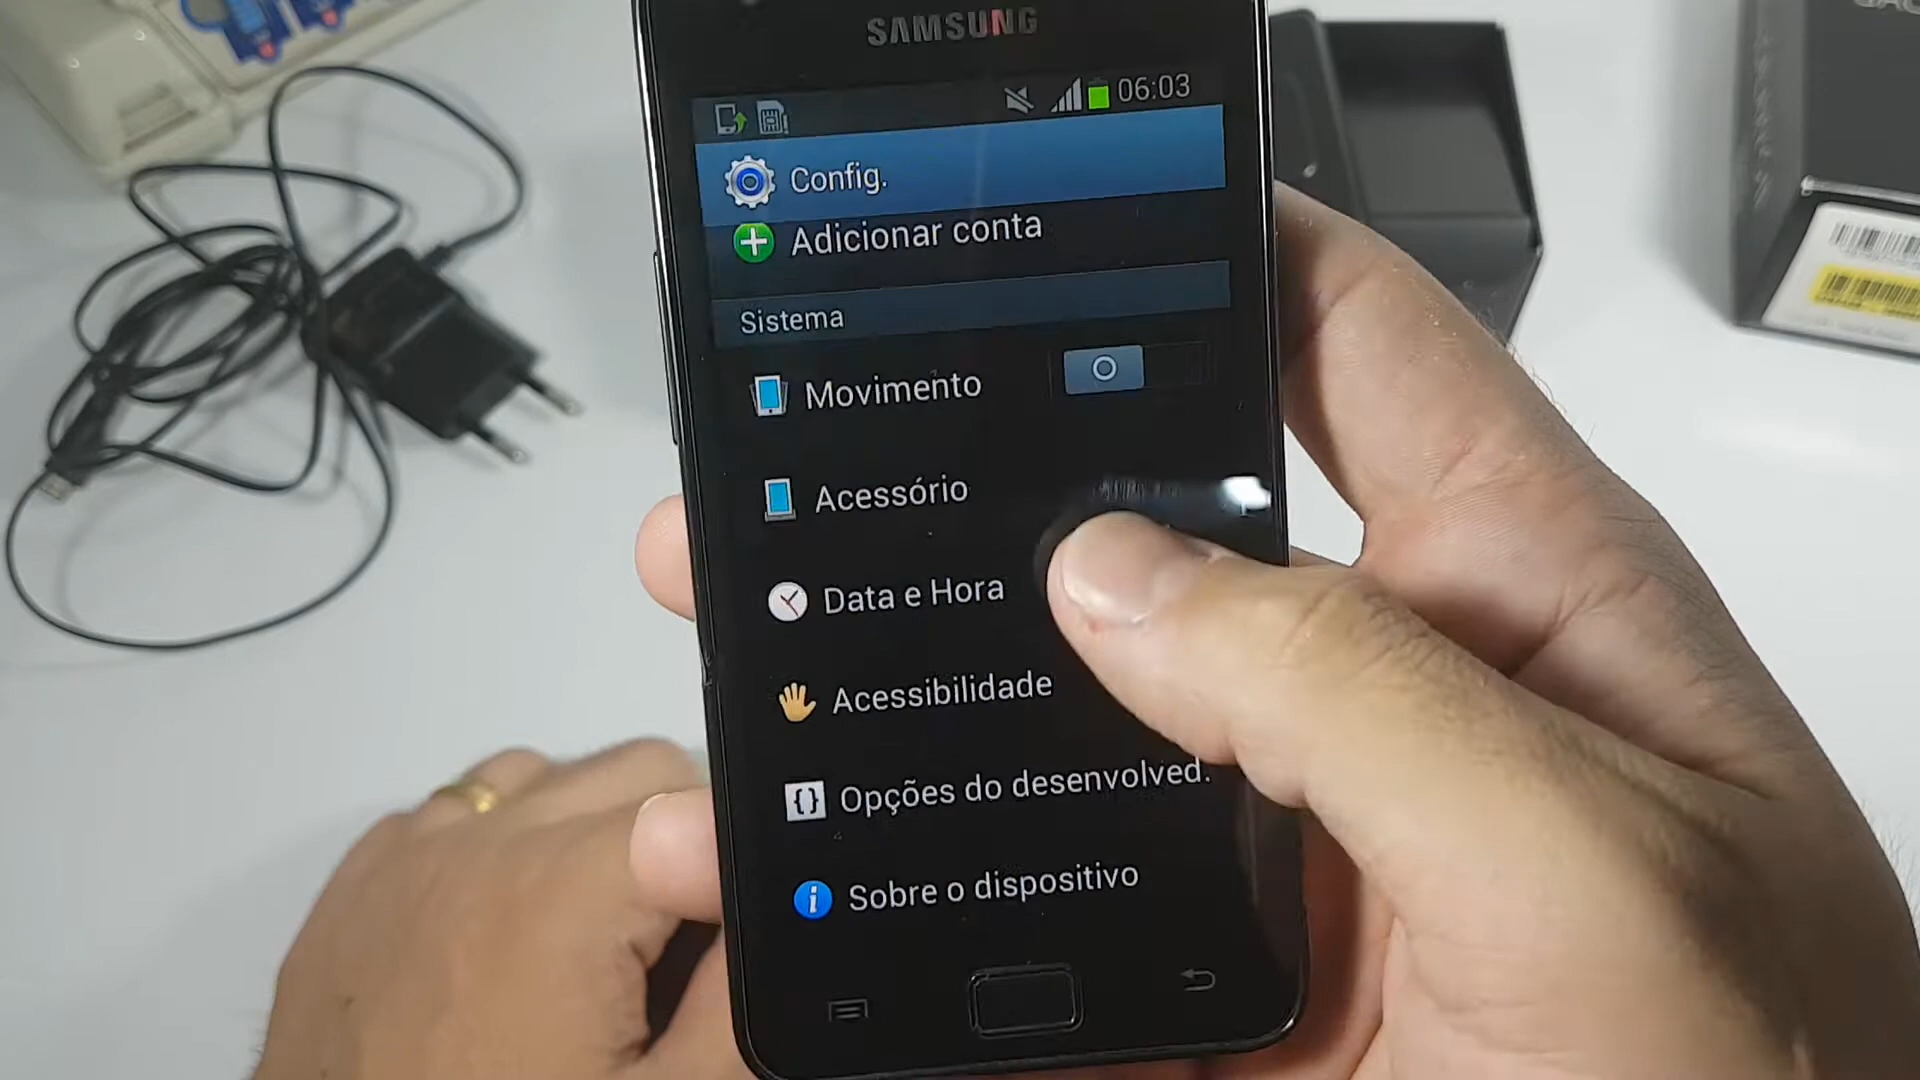 SAMSUNG
06:03
Config.
Adicionar conta
Sistema
Movimento
Acessório
Data e Hora
Acessibilidade
Opções do desenvolved.
Sobre o dispositivo